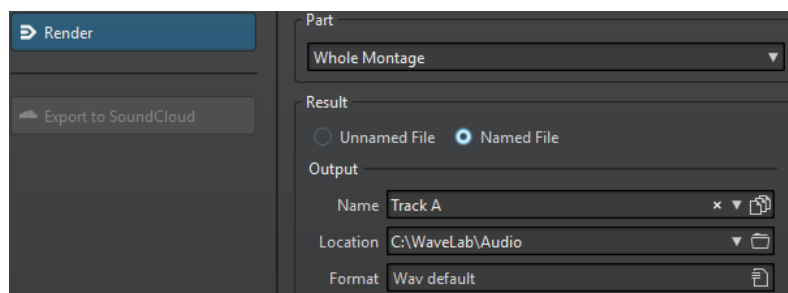 Render
Export to SoundCloud
Part
Whole Montage
Result
Unnamed File Named File
Output
Name Track A
Location C:\WaveLab\Audio
Format Wav default